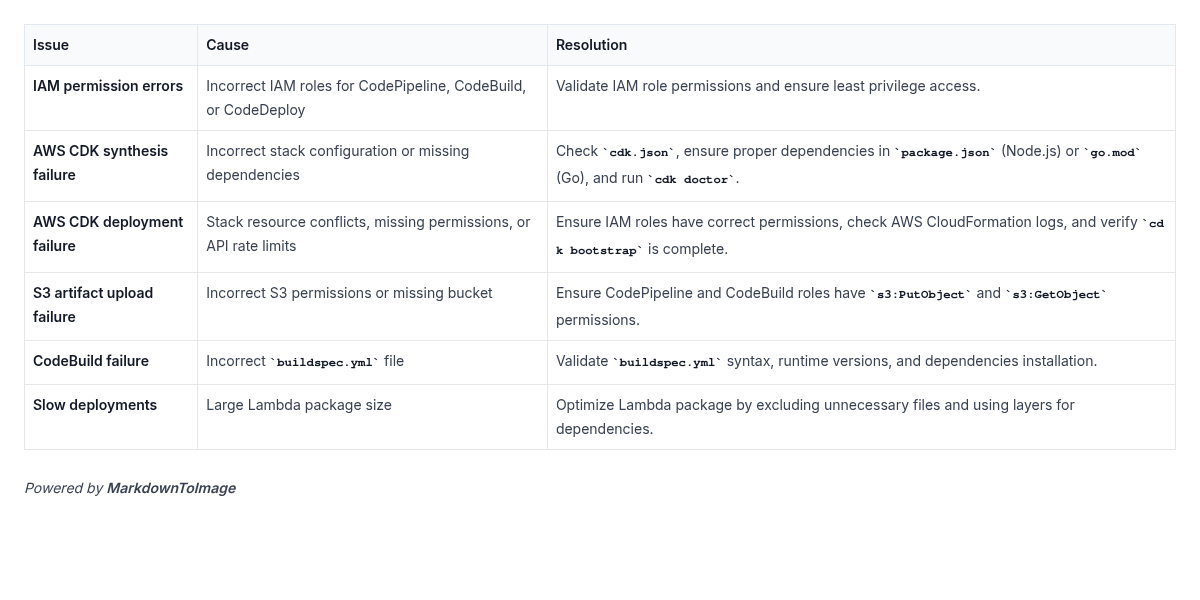 Issue Cause Resolution
IAM permission errors Incorrect IAM roles for CodePipeline, CodeBuild, Validate IAM role permissions and ensure least privilege access.
or CodeDeploy
AWS CDK synthesis Incorrect stack configuration or missing Check `cdk.json`, ensure proper dependencies in `package.json` (Node.js) or `go.mod`
failure dependencies (Go), and run `cdk doctor`.
AWS CDK deployment Stack resource conflicts, missing permissions, or Ensure IAM roles have correct permissions, check AWS CloudFormation logs, and verify `cd
failure API rate limits k bootstrap` is complete.
S3 artifact upload Incorrect S3 permissions or missing bucket Ensure CodePipeline and CodeBuild roles have `s3:PutObject` and `s3:GetObject`
failure permissions.
CodeBuild failure Incorrect `buildspec.yml` file Validate `buildspec.yml` syntax, runtime versions, and dependencies installation.
Slow deployments Large Lambda package size Optimize Lambda package by excluding unnecessary files and using layers for
dependencies.
Powered by MarkdownToImage